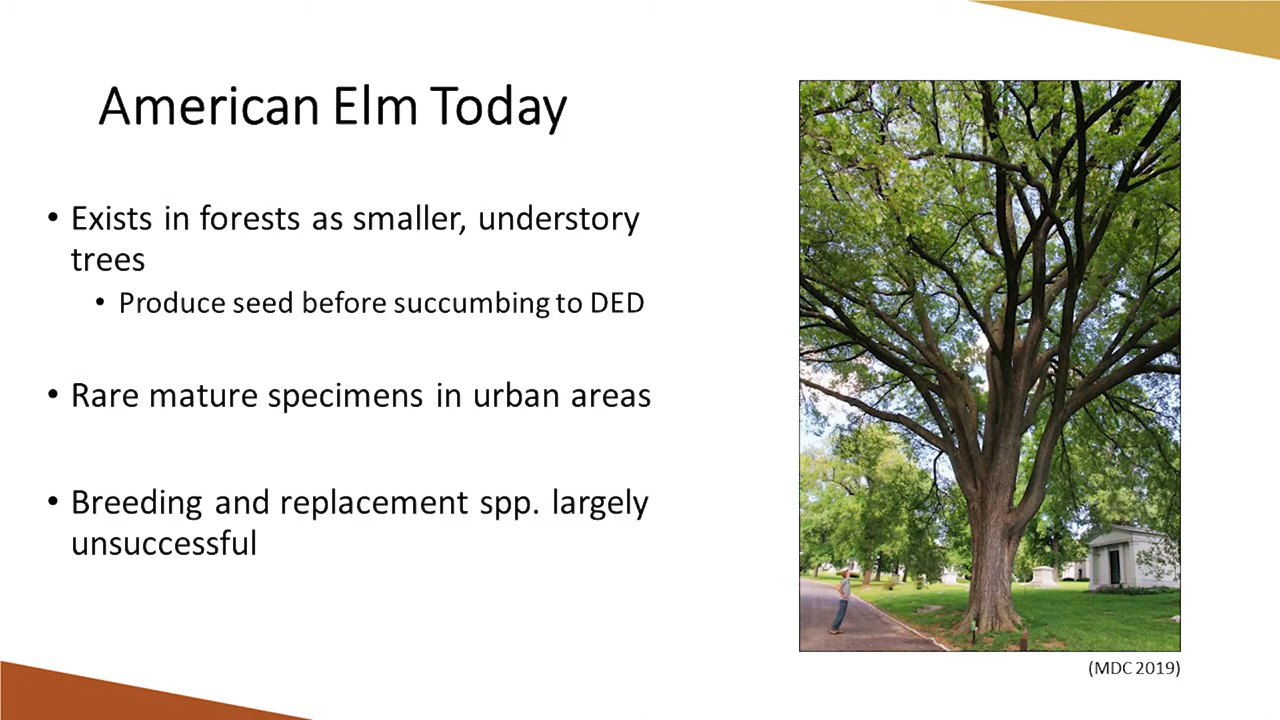 American Elm Today
• Exists in forests as smaller, understory
trees
• Produce seed before succumbing to DED
• Rare mature specimens in urban areas
• Breeding and replacement spp. largely
unsuccessful
(MDC 2019)